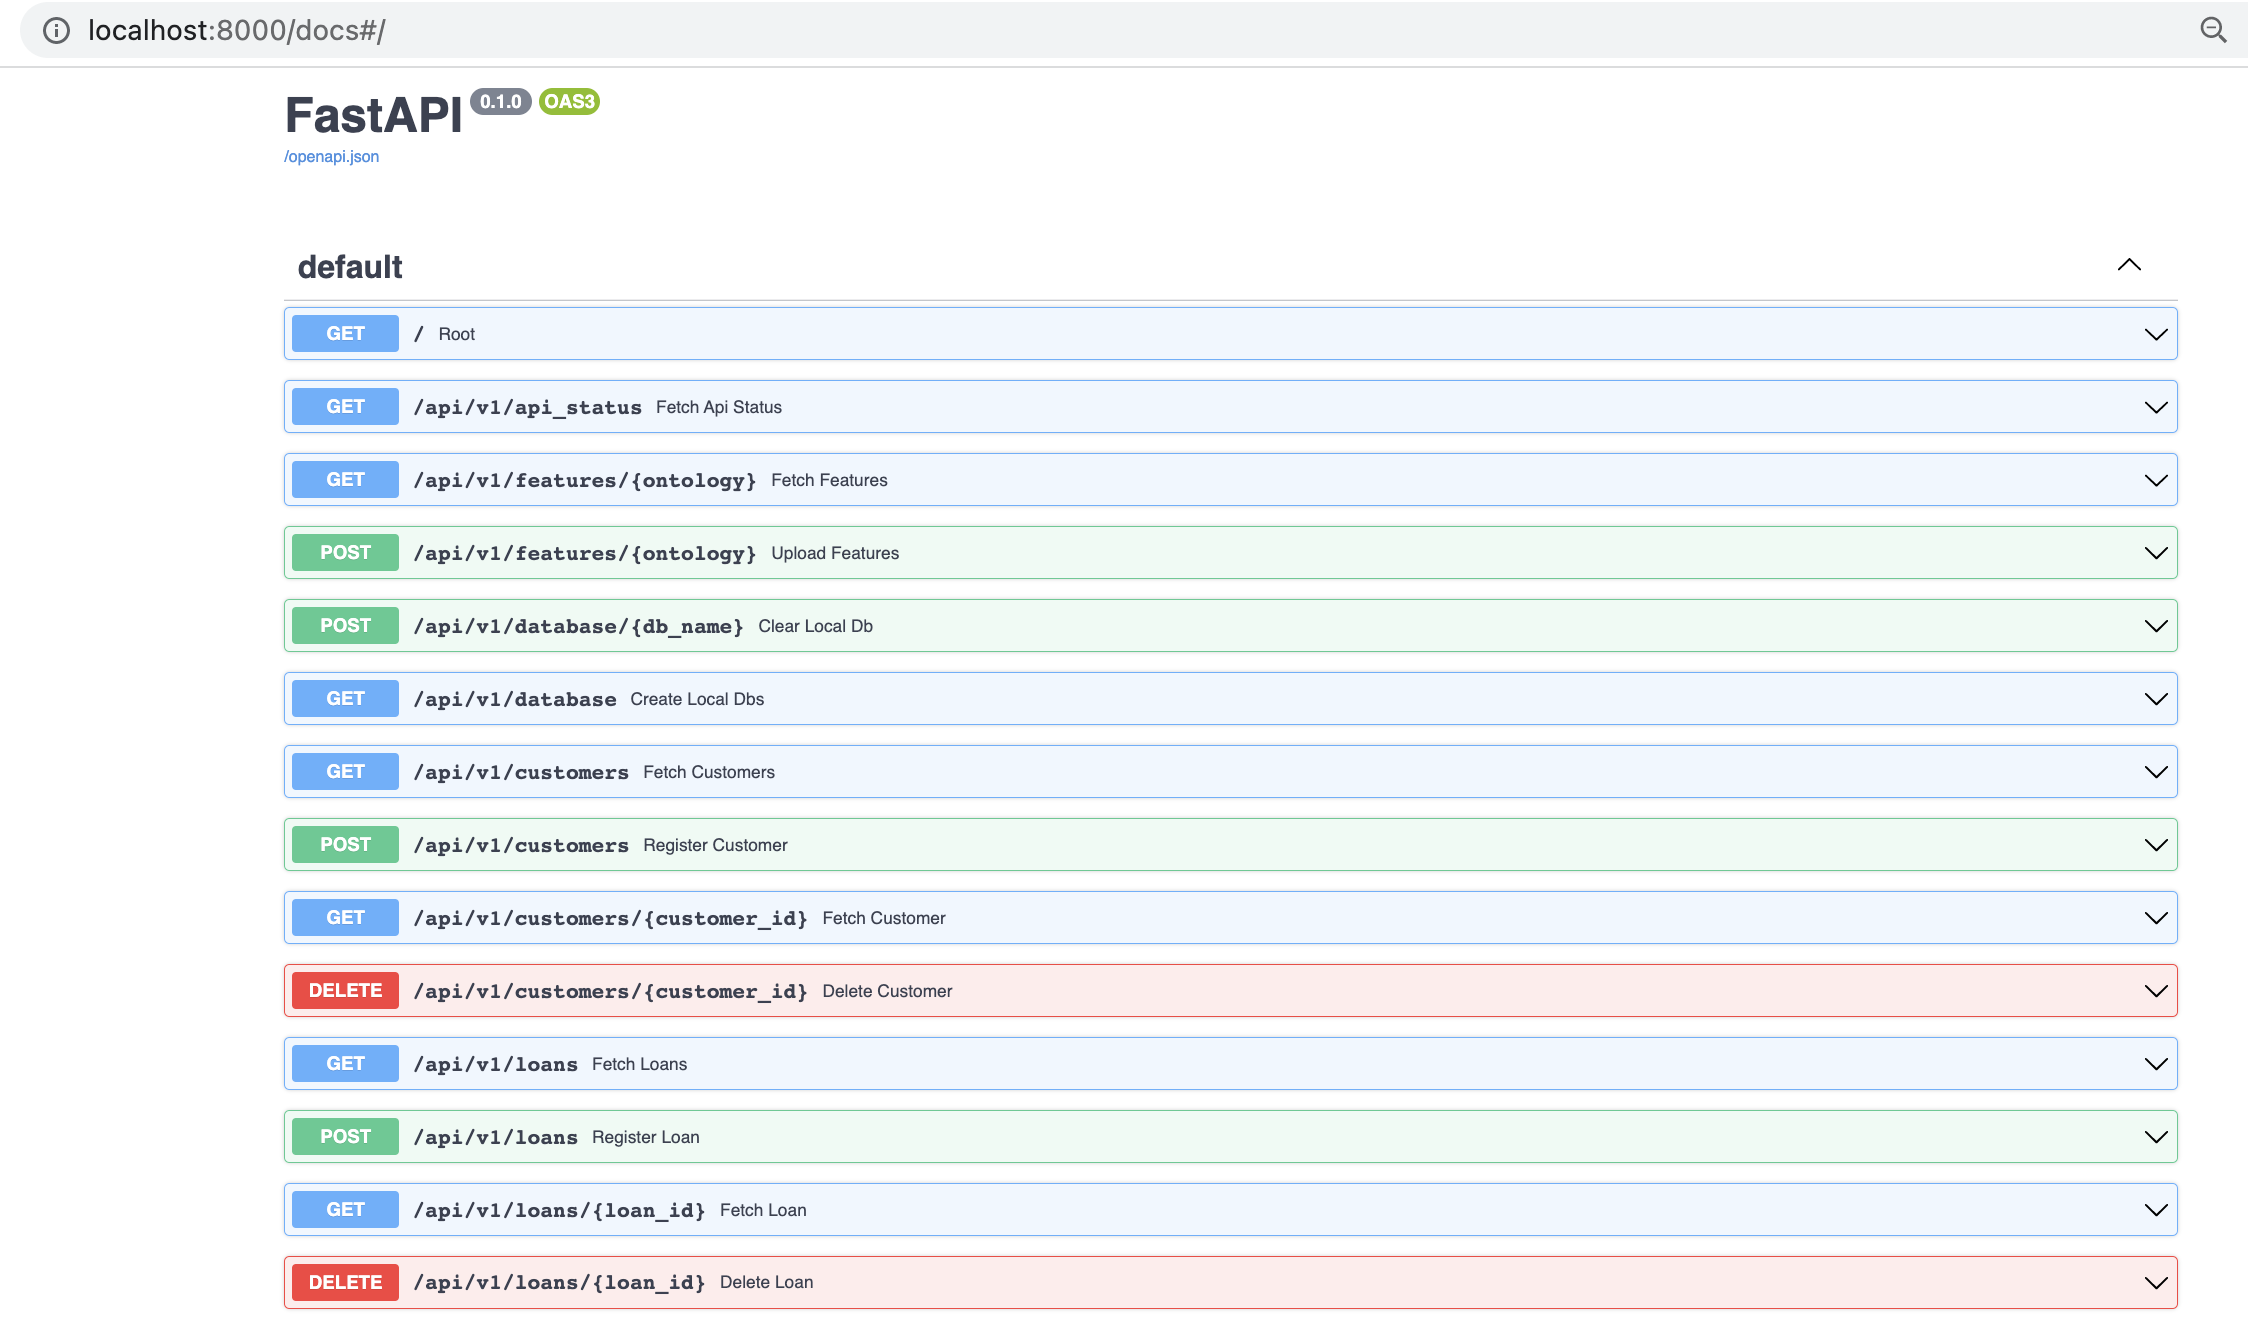 localhost:8000/docs#/
FastAPI 0.1.0 OAS3
/openapi.json
default
GET / Root
GET /api/v1/api_status Fetch Api Status
GET /api/v1/features/{ontology} Fetch Features
POST /api/v1/features/{ontology} Upload Features
POST /api/v1/database/{db_name} Clear Local Db
GET /api/v1/database Create Local Dbs
GET /api/v1/customers Fetch Customers
POST /api/v1/customers Register Customer
GET /api/v1/customers/{customer_id} Fetch Customer
DELETE /api/v1/customers/{customer_id} Delete Customer
GET /api/v1/loans Fetch Loans
POST /api/v1/loans Register Loan
GET /api/v1/loans/{loan_id} Fetch Loan
DELETE /api/v1/loans/{loan_id} Delete Loan